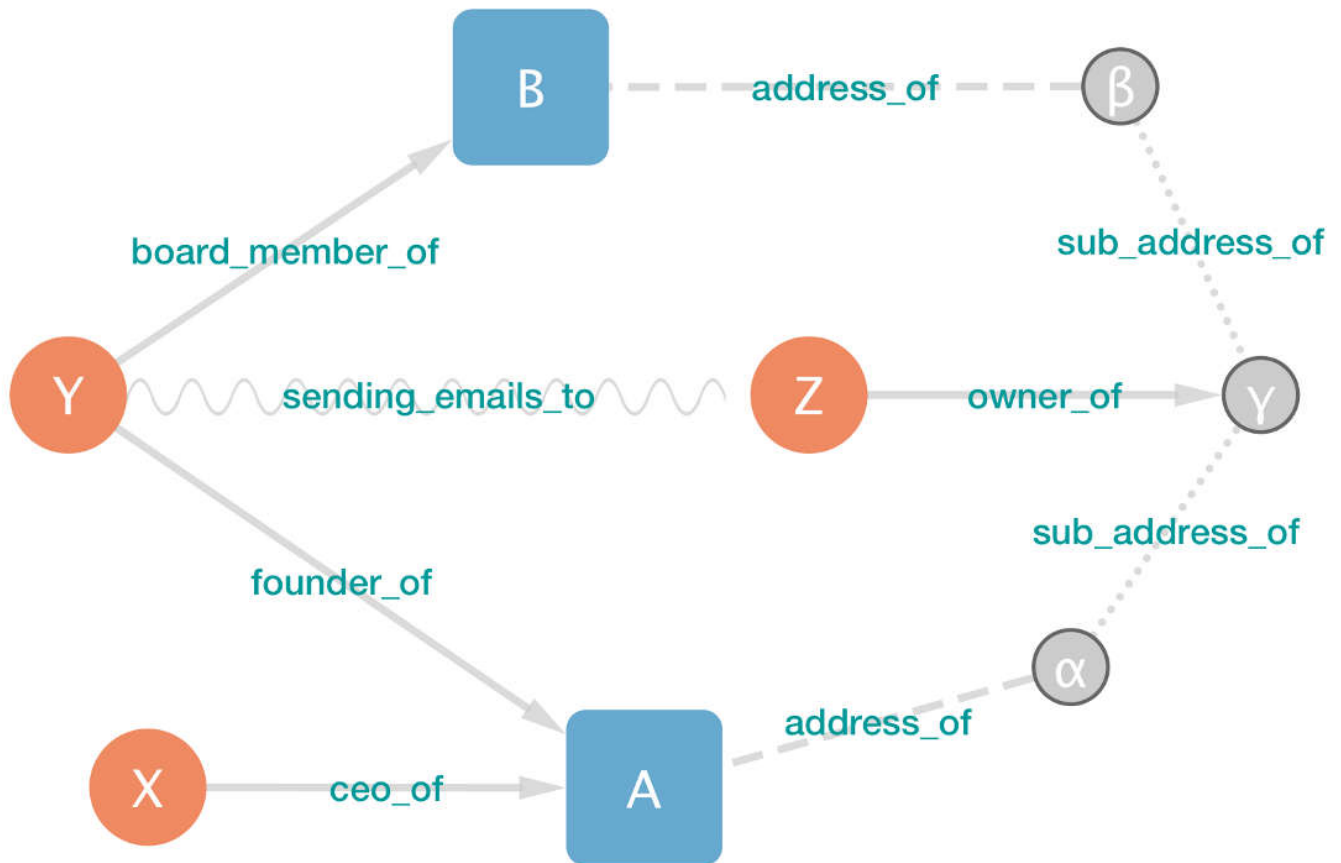 B
address_of
β
board_member_of
sub_address_of
Y
sending_emails_to
Z
owner_of
γ
founder_of
sub_address_of
α
address_of
X
ceo_of
A